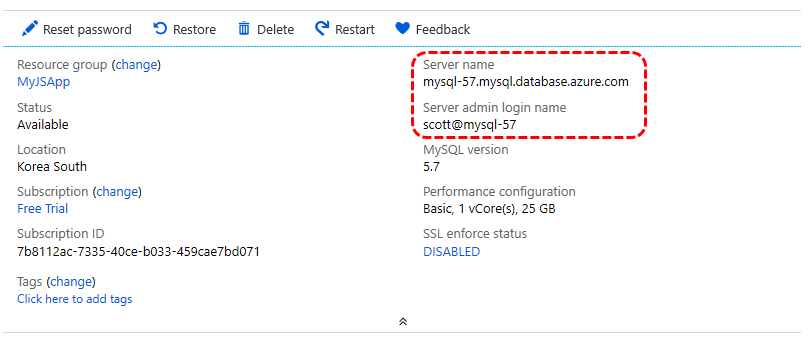 Reset password Restore Delete Restart Feedback
Resource group (change)
MyJSApp
Status
Available
Location
Korea South
Subscription (change)
Free Trial
Subscription ID
7b8112ac-7335-40ce-b033-459cae7bd071
Tags (change)
Click here to add tags
Server name
mysql-57.mysql.database.azure.com
Server admin login name
scott@mysql-57
MySQL version
5.7
Performance configuration
Basic, 1 vCore(s), 25 GB
SSL enforce status
DISABLED